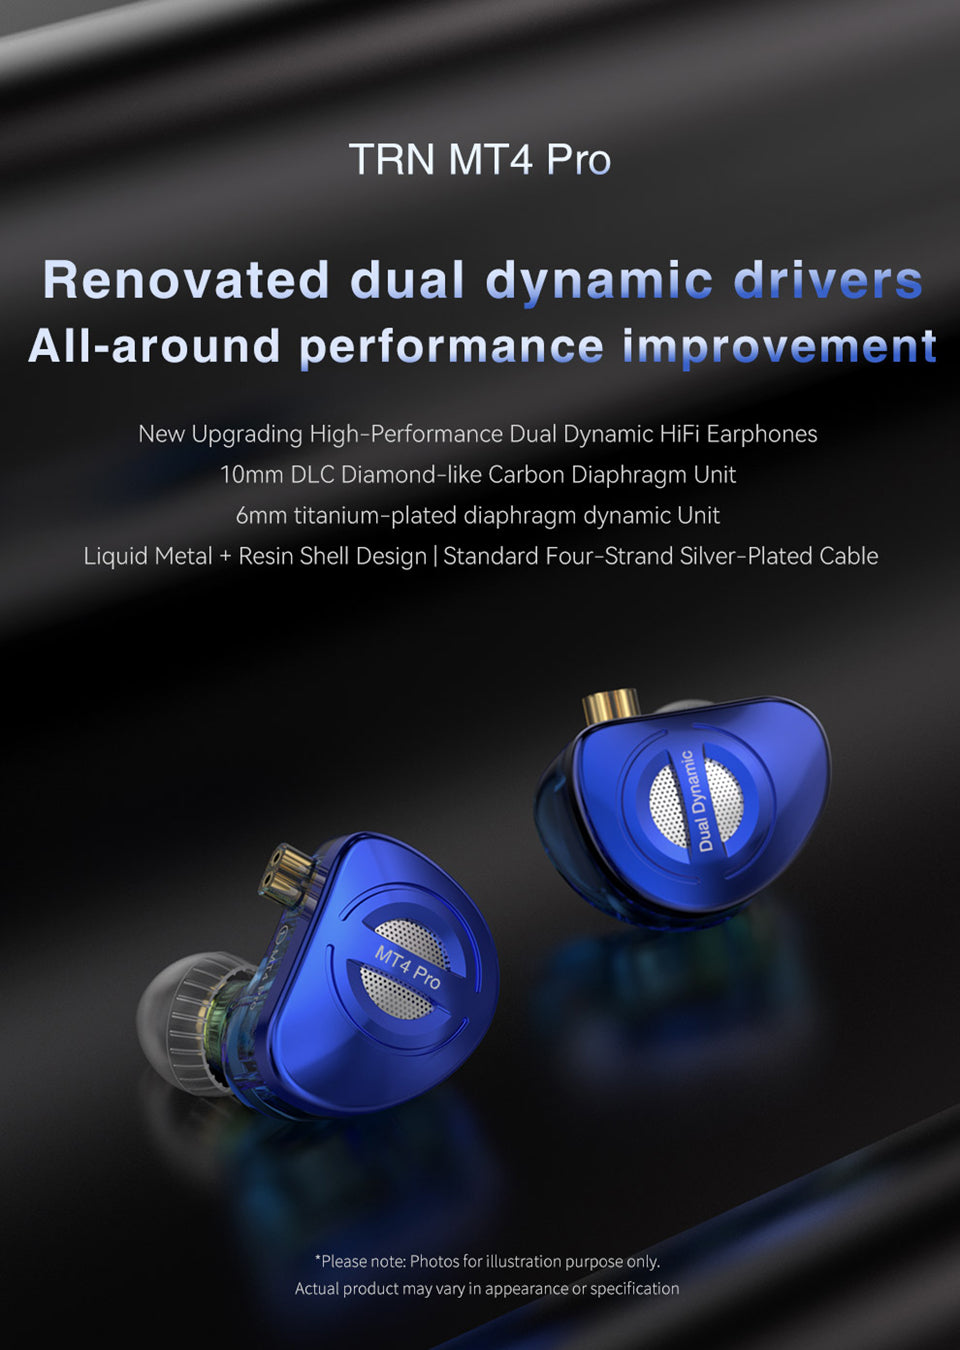 TRN MT4 Pro
Renovated dual dynamic drivers
All-around performance improvement
New Upgrading High-Performance Dual Dynamic HiFi Earphones
10mm DLC Diamond-like Carbon Diaphragm Unit
6mm titanium-plated diaphragm dynamic Unit
Liquid Metal + Resin Shell Design | Standard Four-Strand Silver-Plated Cable
Dual Dynamic
MT4 Pro
*Please note: Photos for illustration purpose only.
Actual product may vary in appearance or specification